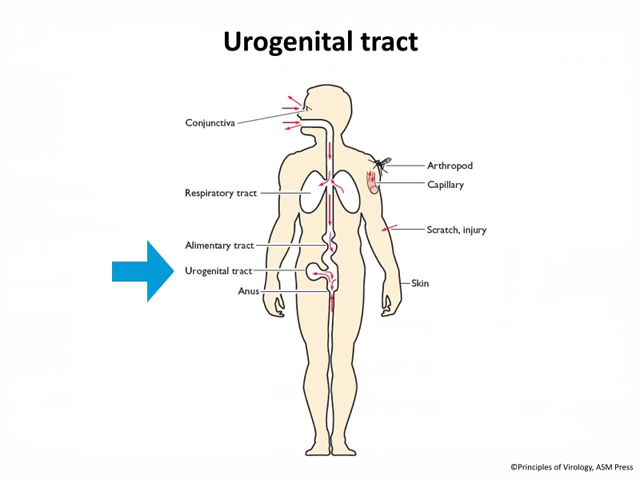 Urogenital tract
Conjunctiva
Arthropod
Capillary
Respiratory tract
Scratch, injury
Alimentary tract
Urogenital tract
Skin
Anus
©Principles of Virology, ASM Press